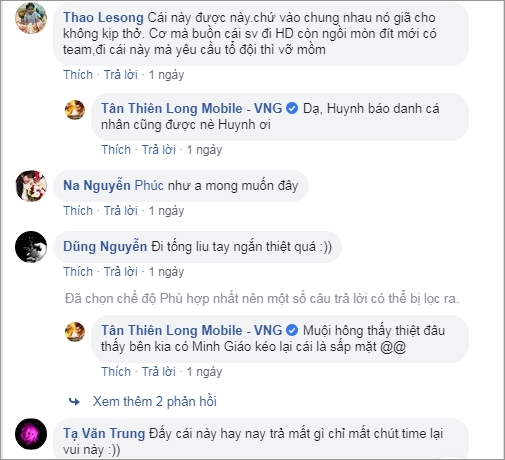 Thao Lesong Cái này được này.chứ vào chung nhau nó giã cho
không kịp thở. Cơ mà buồn cái sv đi HD còn ngồi mòn đít mới có
team,đi cái này mà yêu cầu tổ đội thì vỡ mồm
Thích · Trả lời · 1 ngày
Tân Thiên Long Mobile - VNG Dạ, Huynh báo danh cá
nhân cũng được nè Huynh ơi
Thích · Trả lời · 1 ngày
Na Nguyễn Phúc như a mong muốn đây
Thích · Trả lời · 1 ngày
Dũng Nguyễn Đi tống liu tay ngắn thiệt quá :))
Thích · Trả lời · 1 ngày
Đã chọn chế độ Phù hợp nhất nên một số câu trả lời có thể bị lọc ra.
Tân Thiên Long Mobile - VNG Muội hông thấy thiệt đâu
thấy bên kia có Minh Giáo kéo lại cái là sấp mặt @@
Thích · Trả lời · 1 ngày
Xem thêm 2 phản hồi
Tạ Văn Trung Đấy cái này hay nay trả mất gì chỉ mất chút time lại
vui này :))